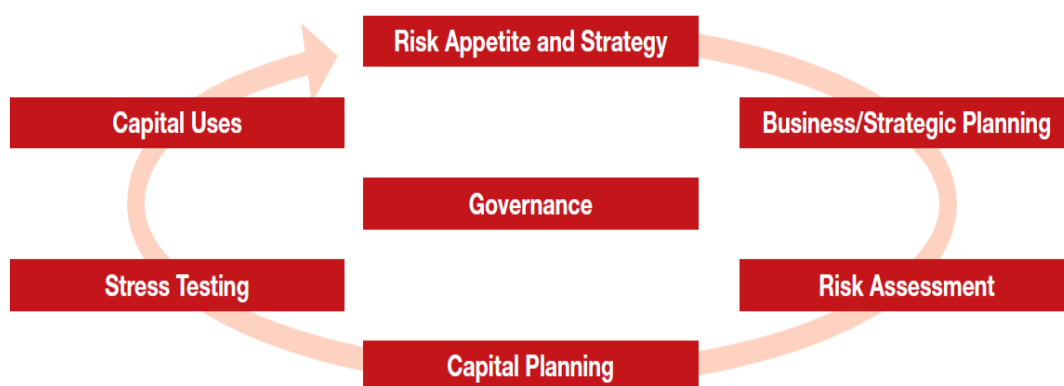 Risk Appetite and Strategy
Capital Uses
Business/Strategic Planning
Governance
Stress Testing
Risk Assessment
Capital Planning